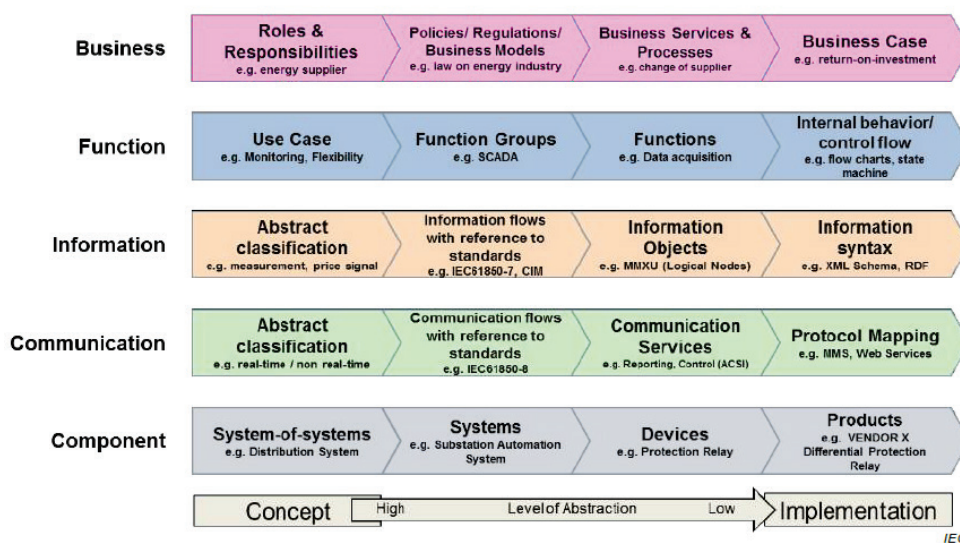 Business
Roles &
Responsibilities
e.g. energy supplier
Policies/ Regulations/
Business Models
e.g. law on energy industry
Business Services &
Processes
e.g. change of supplier
Business Case
e.g. return-on-investment
Function
Use Case
e.g. Monitoring, Flexibility
Function Groups
e.g. SCADA
Functions
e.g. Data acquisition
Internal behavior/
control flow
e.g. flow charts, state
machine
Information
Abstract
classification
e.g. measurement, price signal
Information flows
with reference to
standards
e.g. IEC61850-7, CIM
Information
Objects
e.g. MMXU (Logical Nodes)
Information
syntax
e.g. XML Schema, RDF
Communication
Abstract
classification
e.g. real-time / non real-time
Communication flows
with reference to
standards
e.g. IEC61850-8
Communication
Services
e.g. Reporting, Control (ACSI)
Protocol Mapping
e.g. MMS, Web Services
Component
System-of-systems
e.g. Distribution System
Systems
e.g. Substation Automation
System
Devices
e.g. Protection Relay
Products
e.g. VENDOR X
Differential Protection
Relay
Concept
High
Level of Abstraction
Low
Implementation